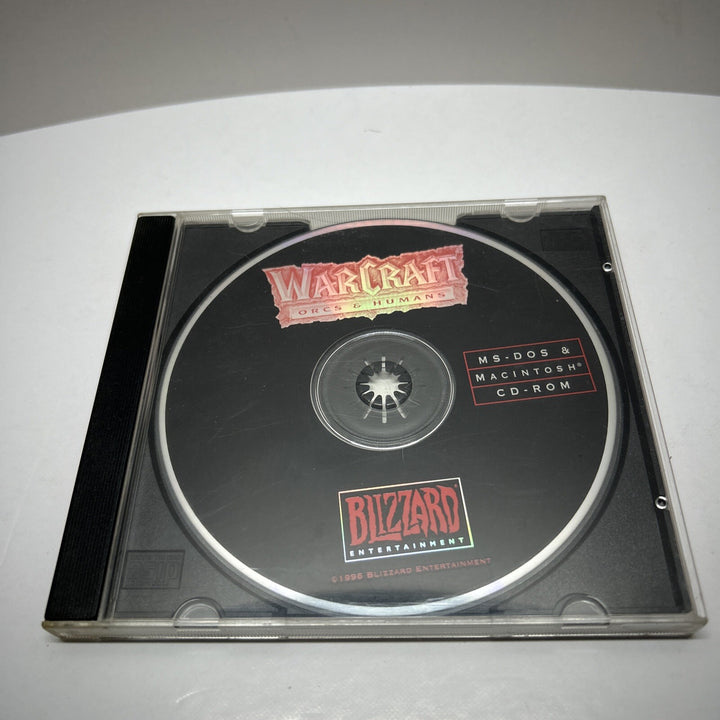 WARCRAFT
ORCS & HUMANS
MS-DOS &
MACINTOSH®
CD-ROM
BLIZZARD®
ENTERTAINMENT
©1996 BLIZZARD ENTERTAINMENT